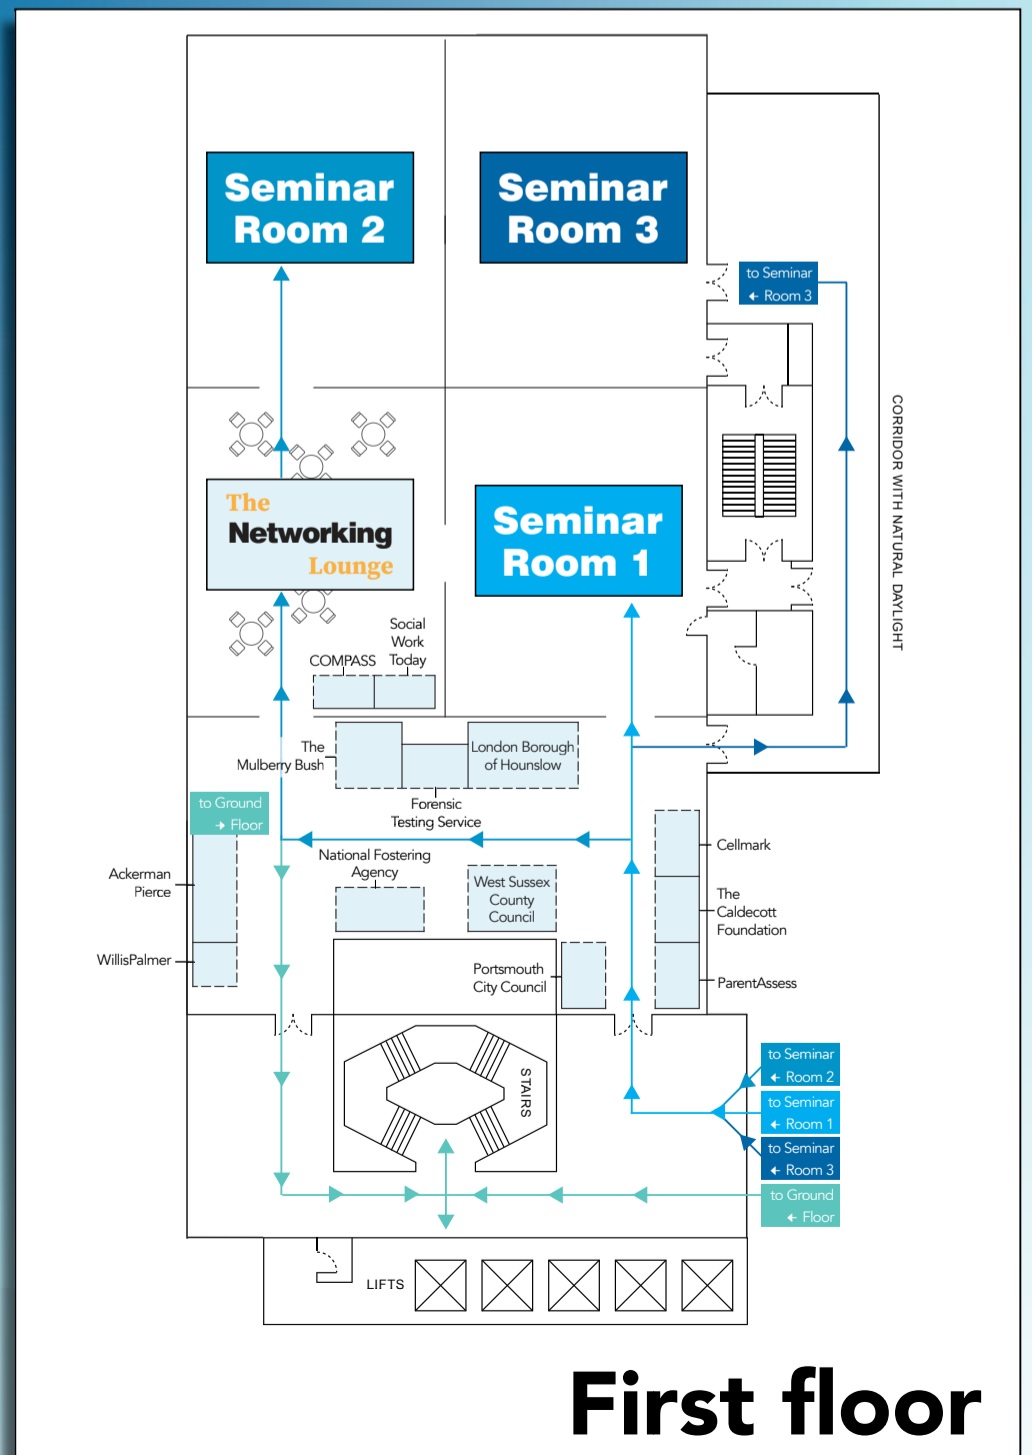 Seminar
Room 2
Seminar
Room 3
to Seminar
← Room 3
CORRIDOR WITH NATURAL DAYLIGHT
The
Networking
Lounge
Seminar
Room 1
Social
Work
Today
COMPASS
The
Mulberry Bush
London Borough
of Hounslow
Forensic
Testing Service
to Ground
→ Floor
Cellmark
National Fostering
Agency
Ackerman
Pierce
West Sussex
County
Council
The
Caldecott
Foundation
WillisPalmer
Portsmouth
City Council
ParentAssess
STAIRS
to Seminar
← Room 2
to Seminar
← Room 1
to Seminar
← Room 3
to Ground
← Floor
LIFTS
First floor